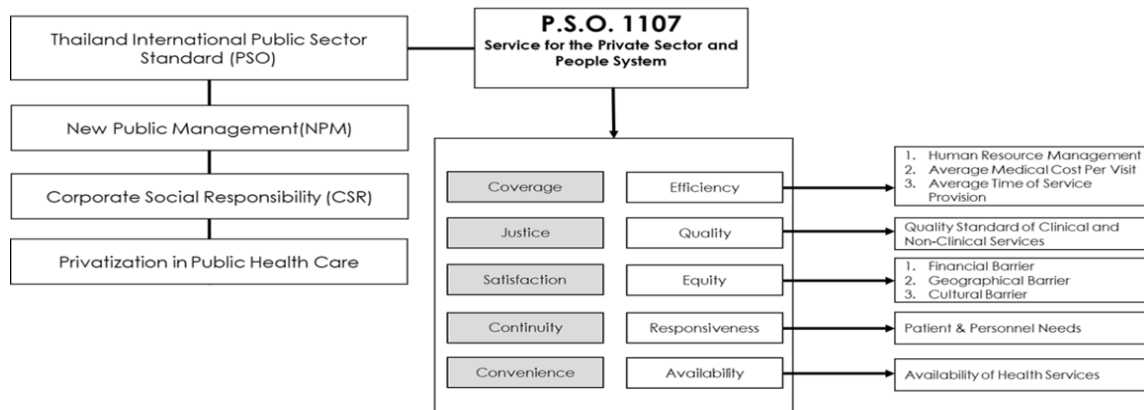 Thailand International Public Sector
Standard (PSO)
P.S.O. 1107
Service for the Private Sector and
People System
New Public Management(NPM)
Corporate Social Responsibility (CSR)
Privatization in Public Health Care
Coverage
Efficiency
1. Human Resource Management
2. Average Medical Cost Per Visit
3. Average Time of Service
Provision
Justice
Quality
Quality Standard of Clinical and
Non-Clinical Services
Satisfaction
Equity
1. Financial Barrier
2. Geographical Barrier
3. Cultural Barrier
Continuity
Responsiveness
Patient & Personnel Needs
Convenience
Availability
Availability of Health Services